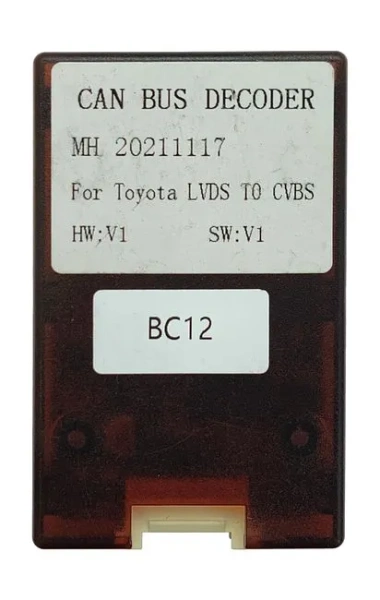 CAN BUS DECODER
MH 20211117
For Toyota LVDS TO CVBS
HW:V1 SW:V1
BC12